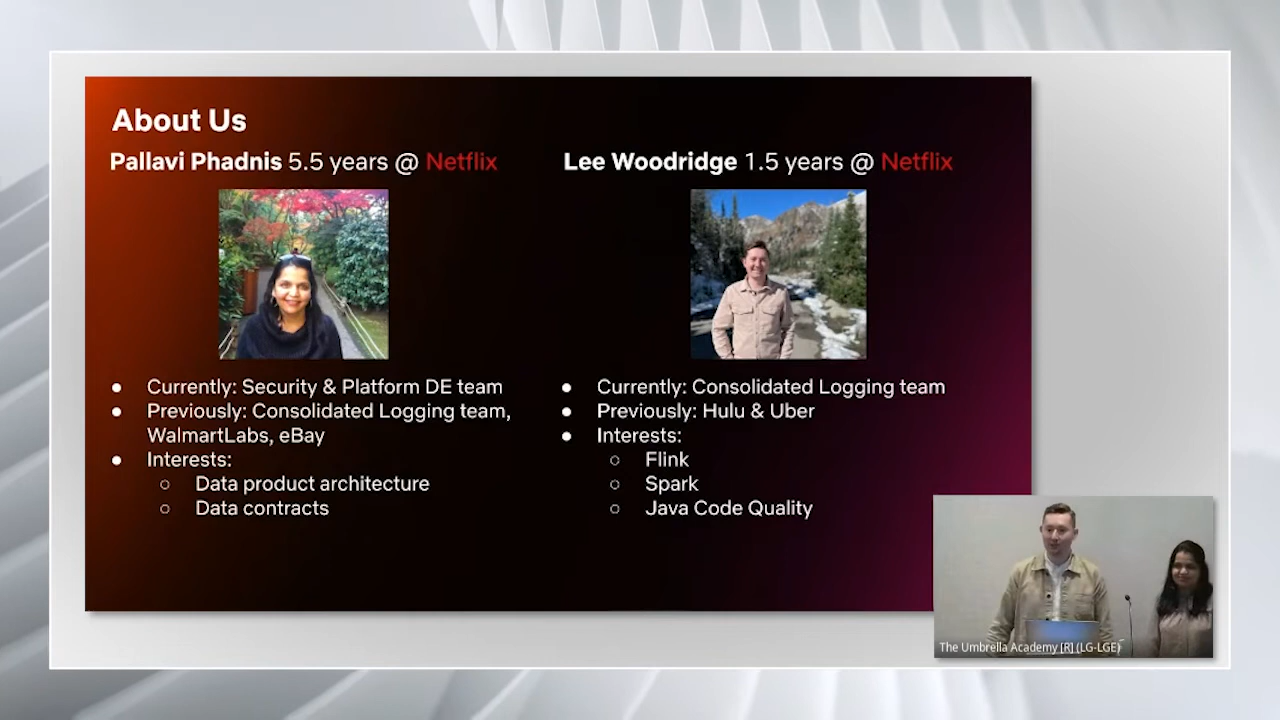 About Us
Pallavi Phadnis 5.5 years @ Netflix
Currently: Security & Platform DE team
Previously: Consolidated Logging team,
WalmartLabs, eBay
Interests:
Data product architecture
Data contracts
Lee Woodridge 1.5 years @ Netflix
Currently: Consolidated Logging team
Previously: Hulu & Uber
Interests:
Flink
Spark
Java Code Quality
The Umbrella Academy [R] (LG-LGE)